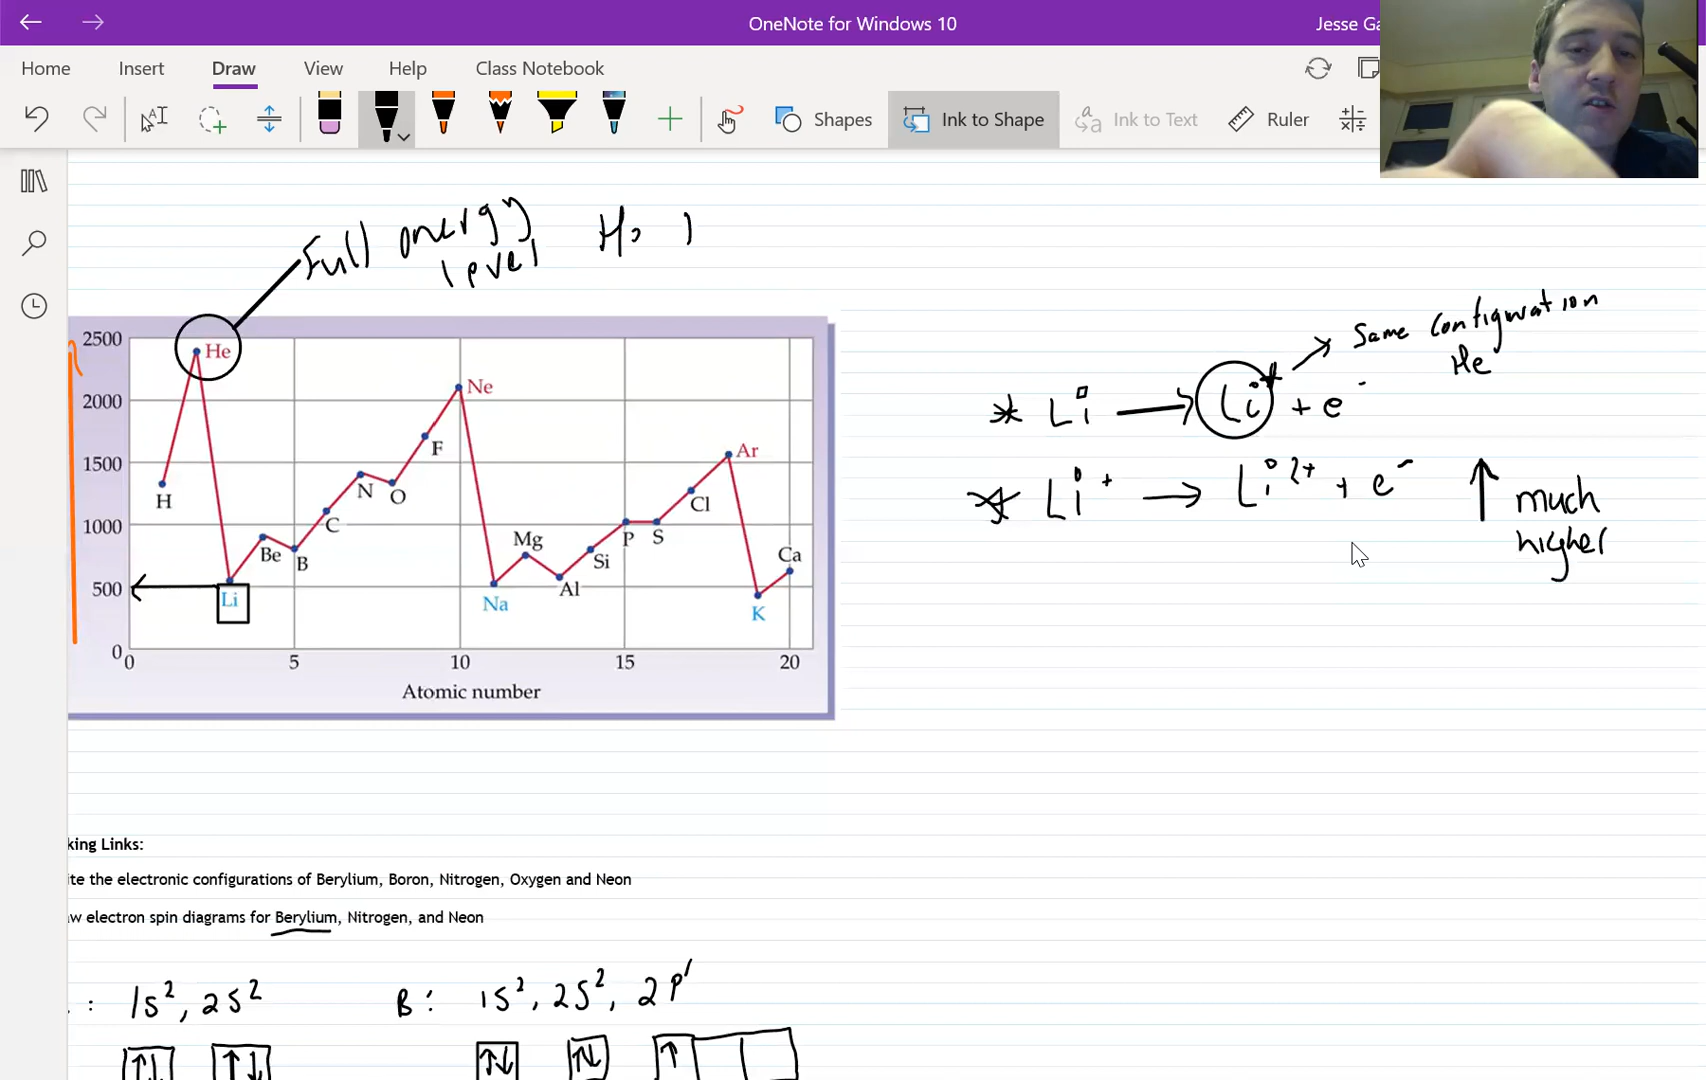 OneNote for Windows 10
Jesse Ga
Home Insert Draw View Help Class Notebook
Shapes Ink to Shape Ink to Text Ruler
Full energy
level
Same configuration
He
* Li → Li+ + e-
* Li+ → Li2+ + e-
↑ much
higher
2500
2000
1500
1000
500
0
H
He
Li
Be
B
C
N
O
F
Ne
Na
Mg
Al
Si
P
S
Cl
Ar
K
Ca
0 5 10 15 20
Atomic number
king Links:
ite the electronic configurations of Berylium, Boron, Nitrogen, Oxygen and Neon
aw electron spin diagrams for Berylium, Nitrogen, and Neon
: 1s², 2s² B: 1s², 2s², 2p¹